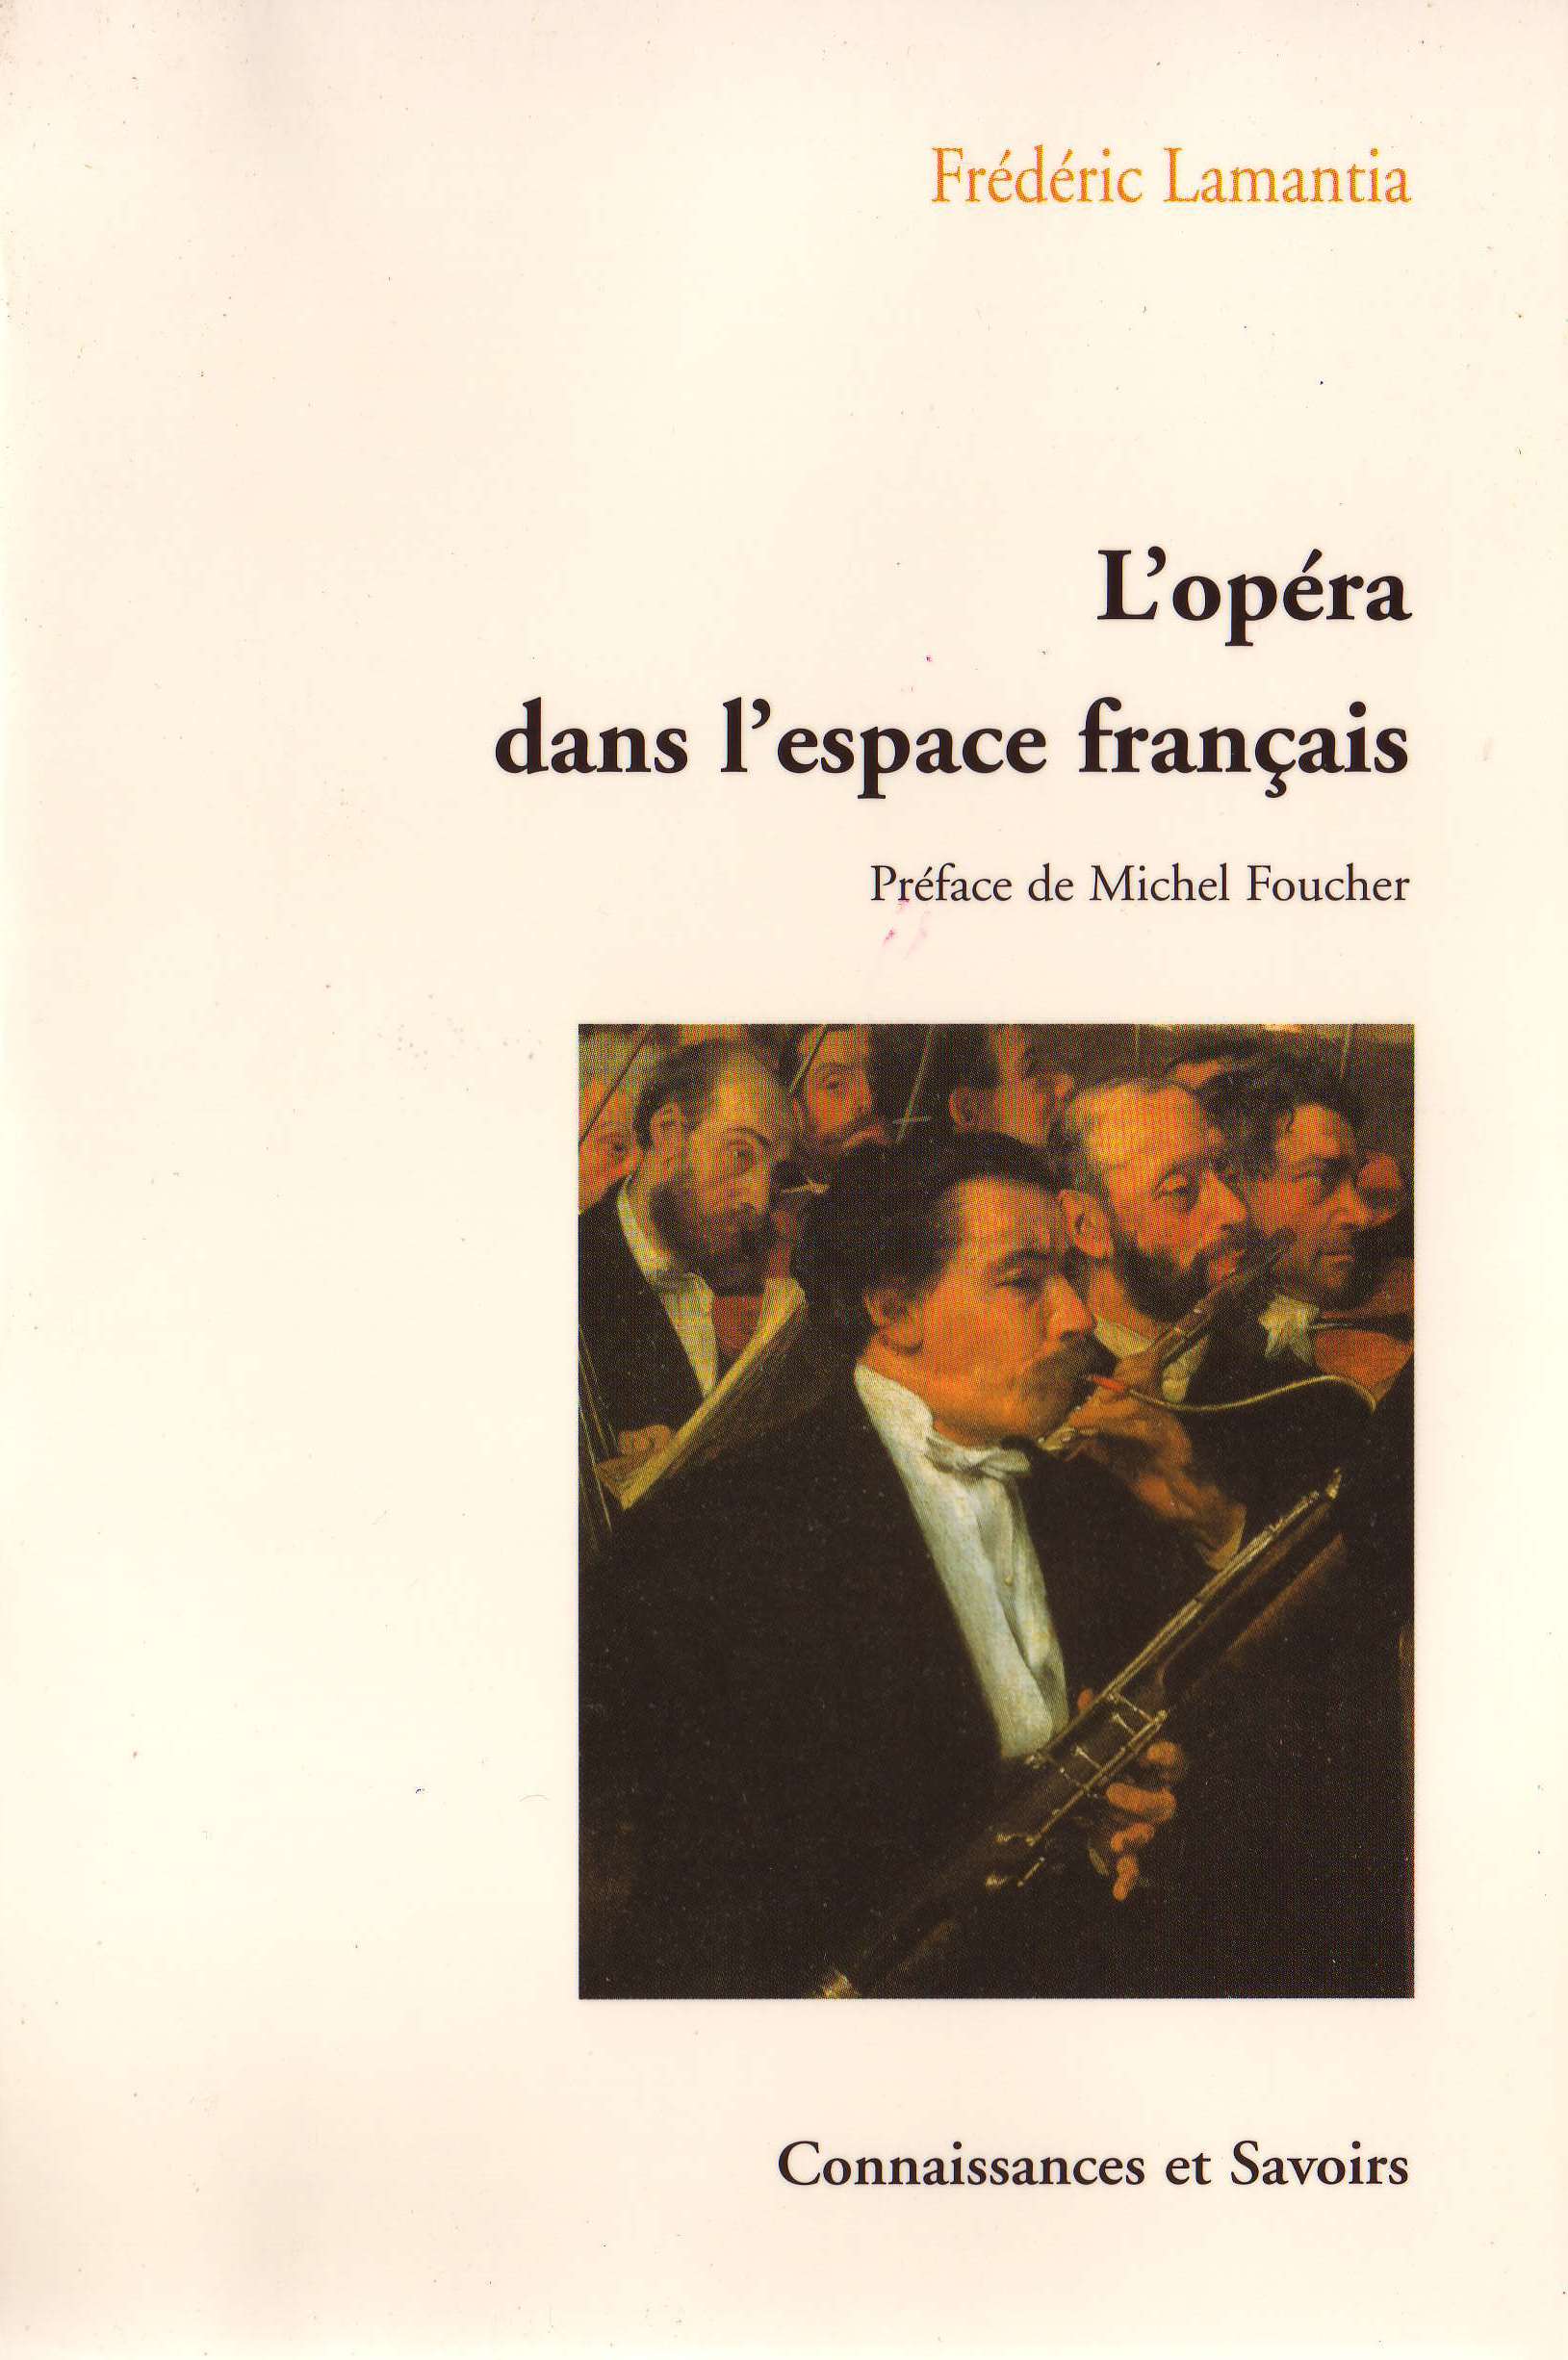 Frédéric Lamantia
L’opéra
dans l’espace français
Préface de Michel Foucher
Connaissances et Savoirs